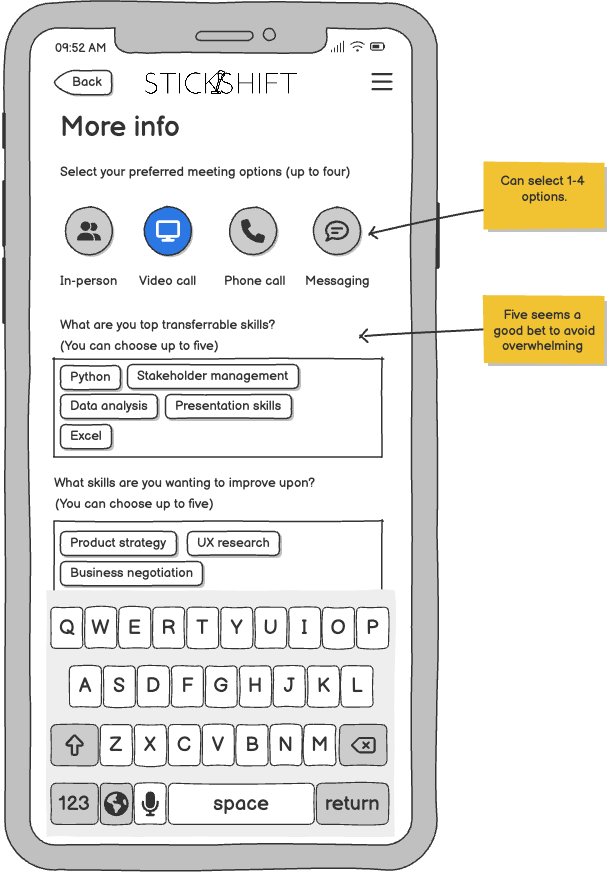 09:52 AM
Back
STICKSHIFT
More info
Select your preferred meeting options (up to four)
In-person
Video call
Phone call
Messaging
Can select 1-4
options.
What are you top transferrable skills?
(You can choose up to five)
Five seems a
good bet to avoid
overwhelming
Python
Stakeholder management
Data analysis
Presentation skills
Excel
What skills are you wanting to improve upon?
(You can choose up to five)
Product strategy
UX research
Business negotiation
Q W E R T Y U I O P
A S D F G H J K L
Z X C V B N M
123
space
return